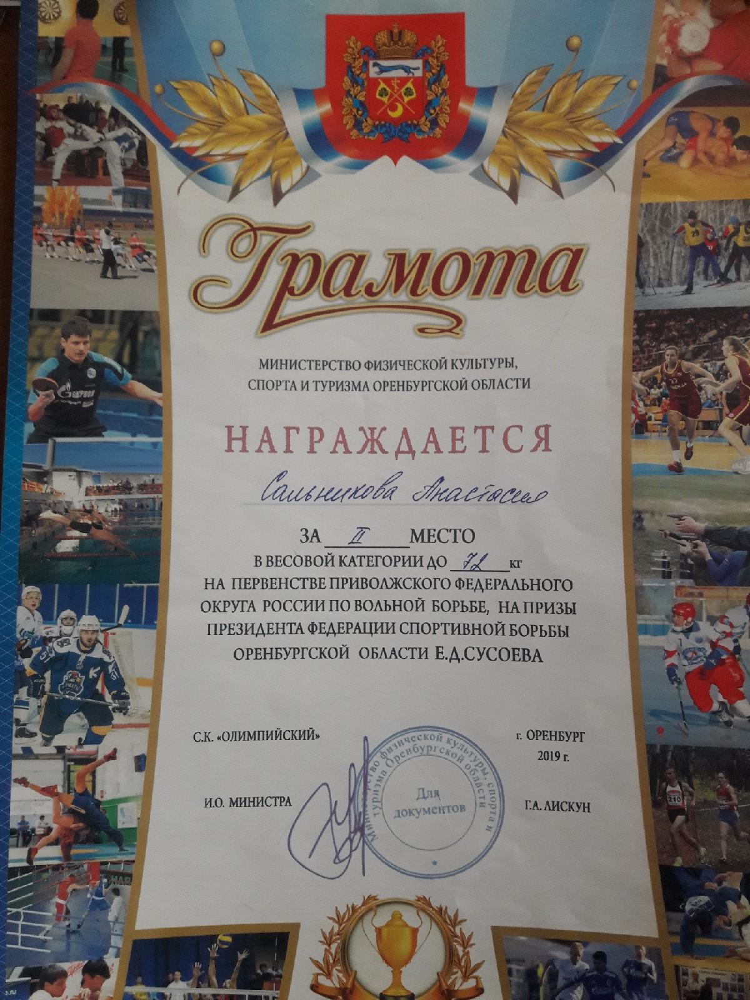 Грамота
МИНИСТЕРСТВО ФИЗИЧЕСКОЙ КУЛЬТУРЫ,
СПОРТА И ТУРИЗМА ОРЕНБУРГСКОЙ ОБЛАСТИ
НАГРАЖДАЕТСЯ
Сальникова Анастасия
ЗА II МЕСТО
В ВЕСОВОЙ КАТЕГОРИИ ДО 72 кг
НА ПЕРВЕНСТВЕ ПРИВОЛЖСКОГО ФЕДЕРАЛЬНОГО
ОКРУГА РОССИИ ПО ВОЛЬНОЙ БОРЬБЕ, НА ПРИЗЫ
ПРЕЗИДЕНТА ФЕДЕРАЦИИ СПОРТИВНОЙ БОРЬБЫ
ОРЕНБУРГСКОЙ ОБЛАСТИ Е.Д.СУСОЕВА
С.К. «ОЛИМПИЙСКИЙ»
г. ОРЕНБУРГ
2019 г.
И.О. МИНИСТРА
Г.А. ЛИСКУН
Министерство физической культуры, спорта и
туризма Оренбургской области
Для
документов
210